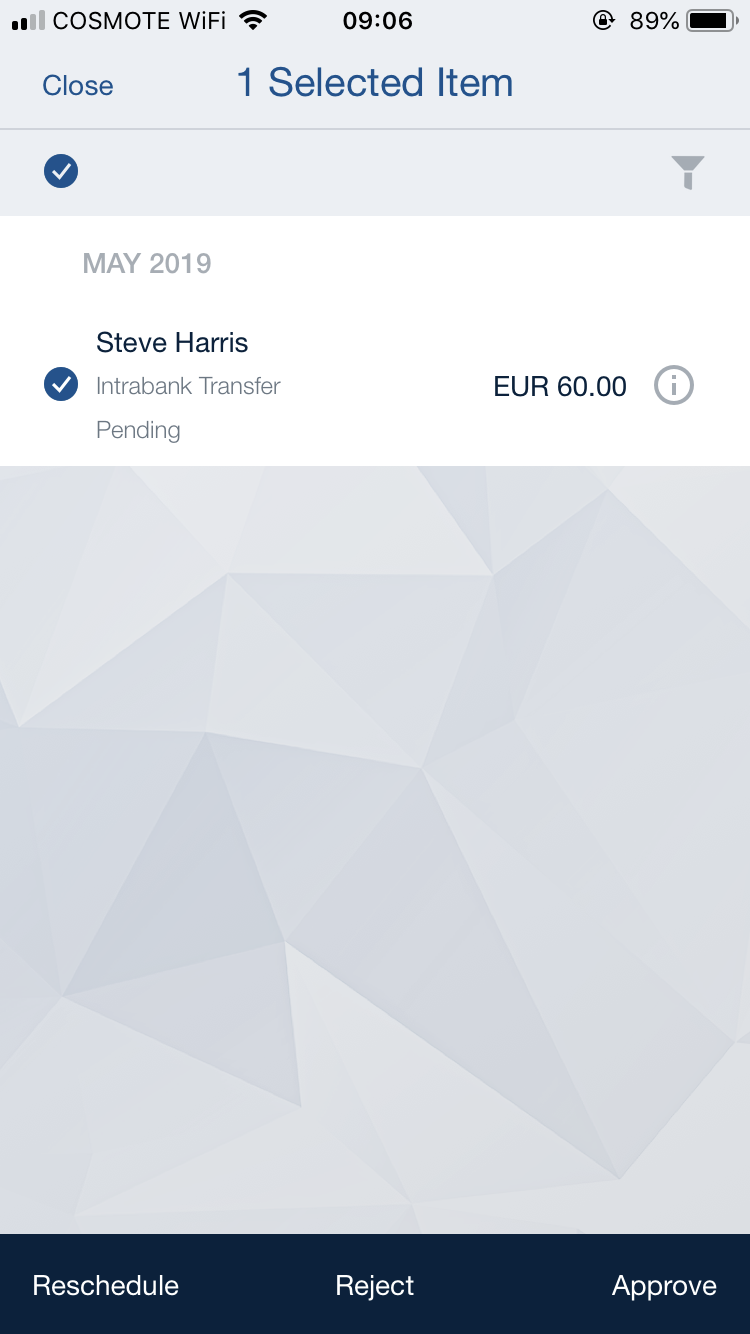 COSMOTE WiFi 09:06 89%
Close 1 Selected Item
MAY 2019
Steve Harris
Intrabank Transfer EUR 60.00
Pending
Reschedule Reject Approve